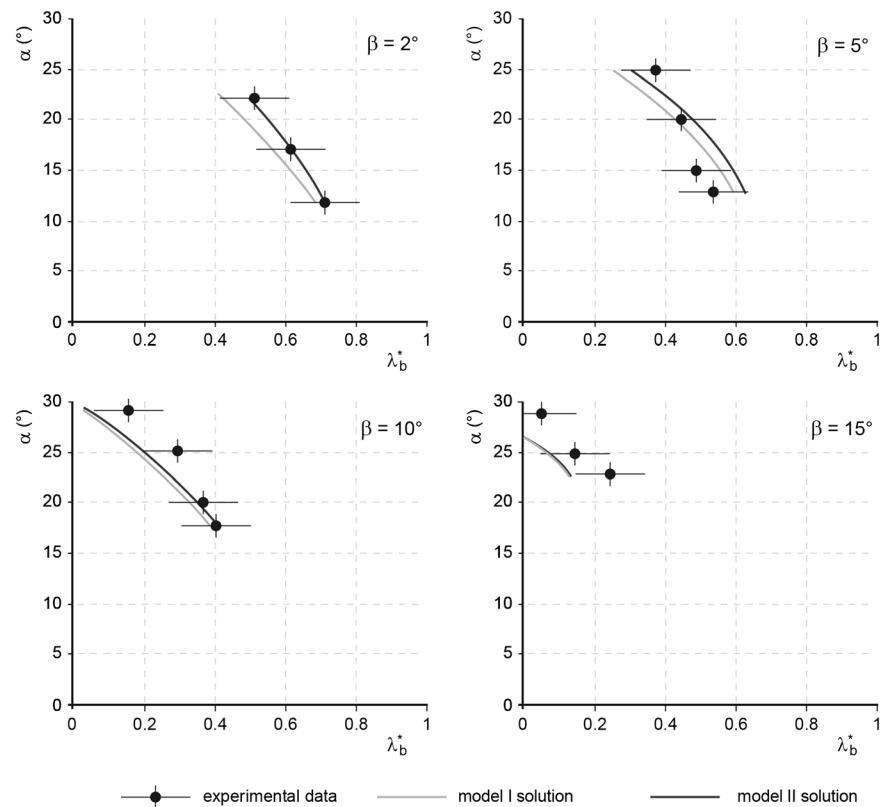 30
25
20
15
10
5
0
α (°)
β = 2°
0 0.2 0.4 0.6 0.8 1
λ*b
30
25
20
15
10
5
0
α (°)
β = 5°
0 0.2 0.4 0.6 0.8 1
λ*b
30
25
20
15
10
5
0
α (°)
β = 10°
0 0.2 0.4 0.6 0.8 1
λ*b
30
25
20
15
10
5
0
α (°)
β = 15°
0 0.2 0.4 0.6 0.8 1
λ*b
experimental data model I solution model II solution